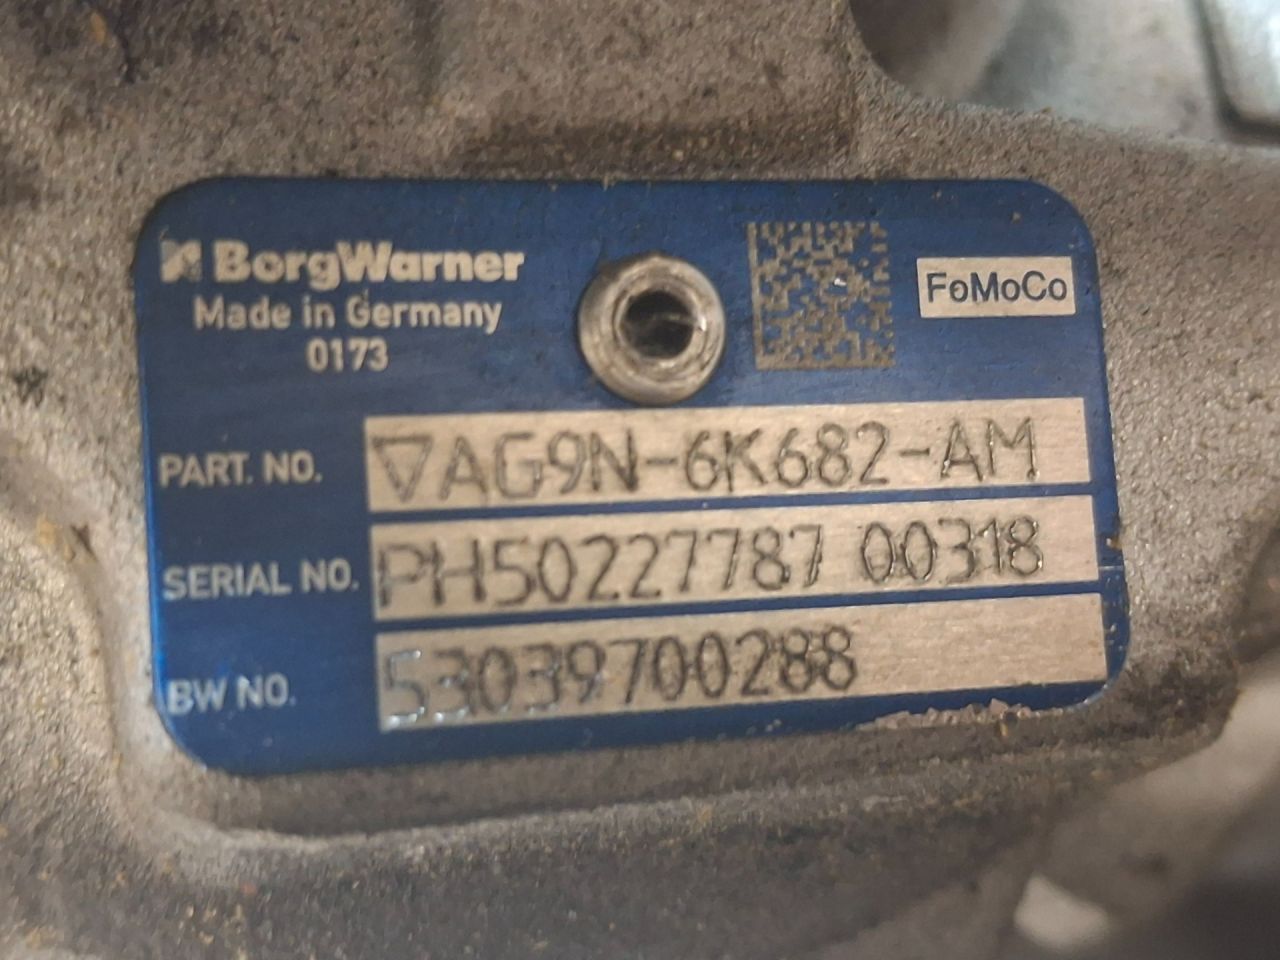 BorgWarner
Made in Germany
0173
FoMoCo
PART. NO. ▽AG9N-6K682-AM
SERIAL NO. PH50227787 00318
BW NO. 53039700288